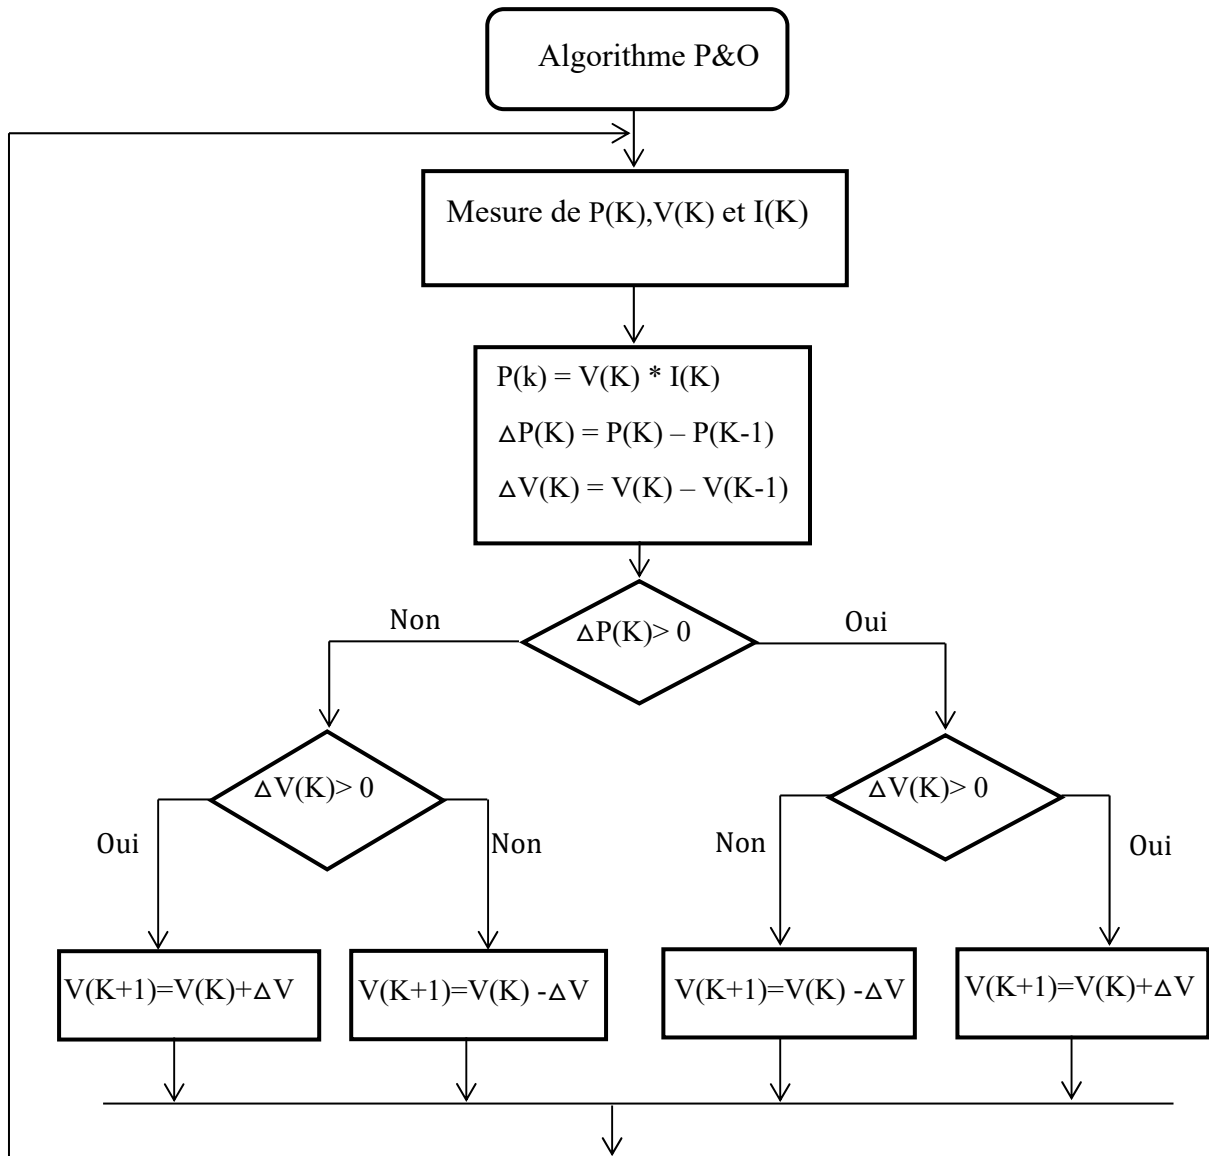 Algorithme P&O
Mesure de P(K),V(K) et I(K)
P(k) = V(K) * I(K)
△P(K) = P(K) – P(K-1)
△V(K) = V(K) – V(K-1)
Non
△P(K)> 0
Oui
△V(K)> 0
△V(K)> 0
Oui
Non
Non
Oui
V(K+1)=V(K)+△V
V(K+1)=V(K) -△V
V(K+1)=V(K) -△V
V(K+1)=V(K)+△V